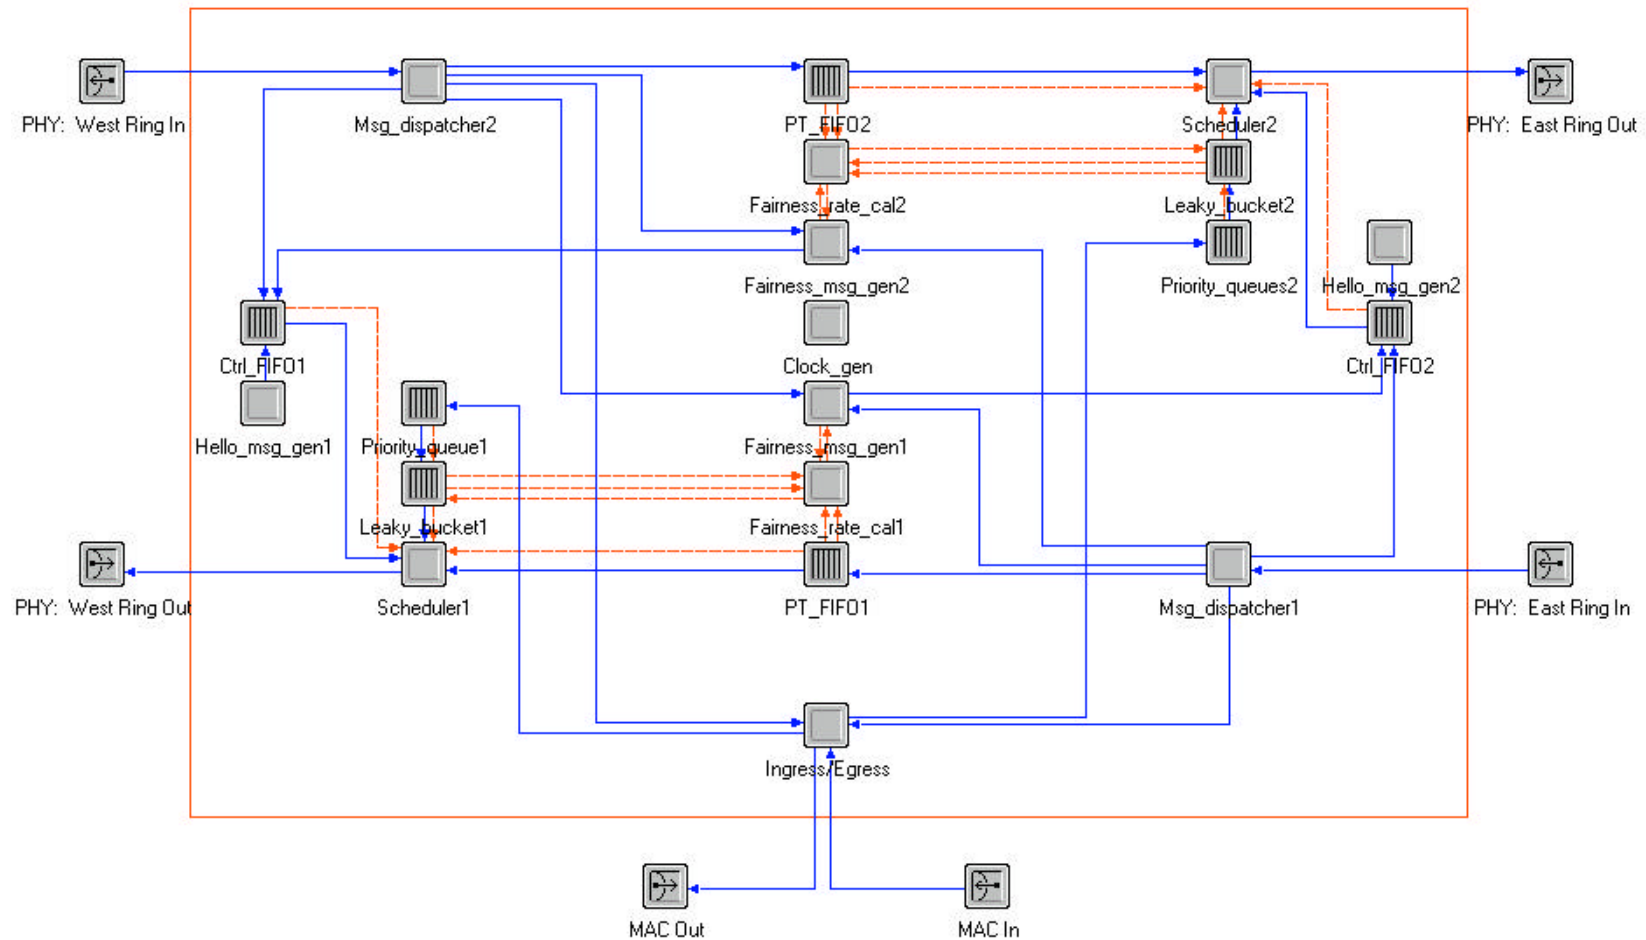 PHY: West Ring In
Msg_dispatcher2
PT_FIFO2
Scheduler2
PHY: East Ring Out
Fairness_rate_cal2
Leaky_bucket2
Fairness_msg_gen2
Priority_queues2
Hello_msg_gen2
Ctrl_FIFO1
Clock_gen
Ctrl_FIFO2
Hello_msg_gen1
Priority_queue1
Fairness_msg_gen1
Leaky_bucket1
Fairness_rate_cal1
PHY: West Ring Out
Scheduler1
PT_FIFO1
Msg_dispatcher1
PHY: East Ring In
Ingress/Egress
MAC Out
MAC In